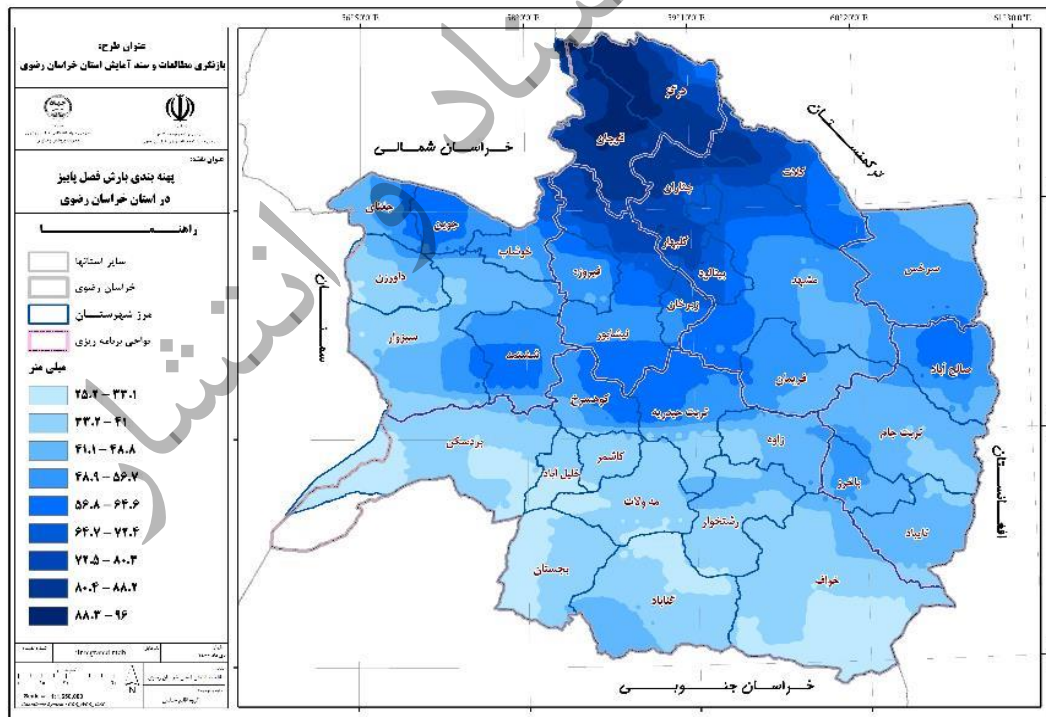 عنوان طرح:
بازنگری مطالعات و سند آمایش استان خراسان رضوی
عنوان نقشه:
پهنه بندی بارش فصل پاییز
در استان خراسان رضوی
راهنما
سایر استانها
خراسان رضوی
مرز شهرستان
نواحی برنامه ریزی
میلی متر
۲۵.۲ – ۳۳.۱
۳۳.۲ – ۴۱
۴۱.۱ – ۴۸.۸
۴۸.۹ – ۵۶.۷
۵۶.۸ – ۶۴.۶
۶۴.۷ – ۷۲.۴
۷۲.۵ – ۸۰.۳
۸۰.۴ – ۸۸.۲
۸۸.۳ – ۹۶
N
خراسان شمالی
ترکمنستان
سمنان
افغانستان
خراسان جنوبی
درگز
قوچان
چناران
کلات
جغتای
جوین
خوشاب
گلبهار
فیروزه
بینالود
مشهد
سرخس
داورزن
زبرخان
سبزوار
نیشابور
ششتمد
فریمان
صالح آباد
کوهسرخ
تربت حیدریه
تربت جام
بردسکن
زاوه
کاشمر
خلیل آباد
باخرز
مه ولات
رشتخوار
تایباد
بجستان
گناباد
خواف